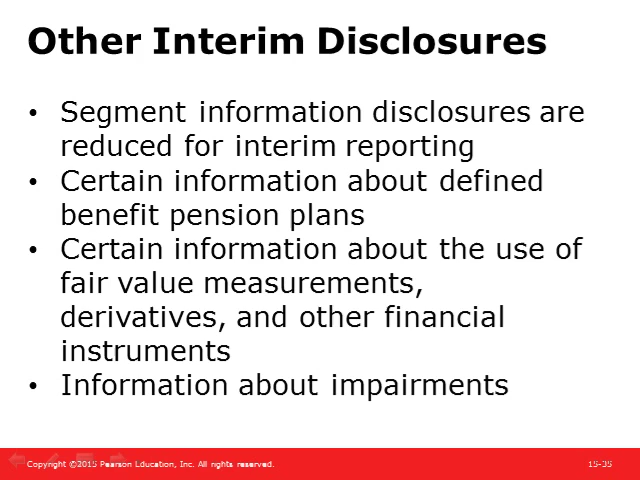 Other Interim Disclosures
• Segment information disclosures are
reduced for interim reporting
• Certain information about defined
benefit pension plans
• Certain information about the use of
fair value measurements,
derivatives, and other financial
instruments
• Information about impairments
Copyright ©2015 Pearson Education, Inc. All rights reserved.
15-35